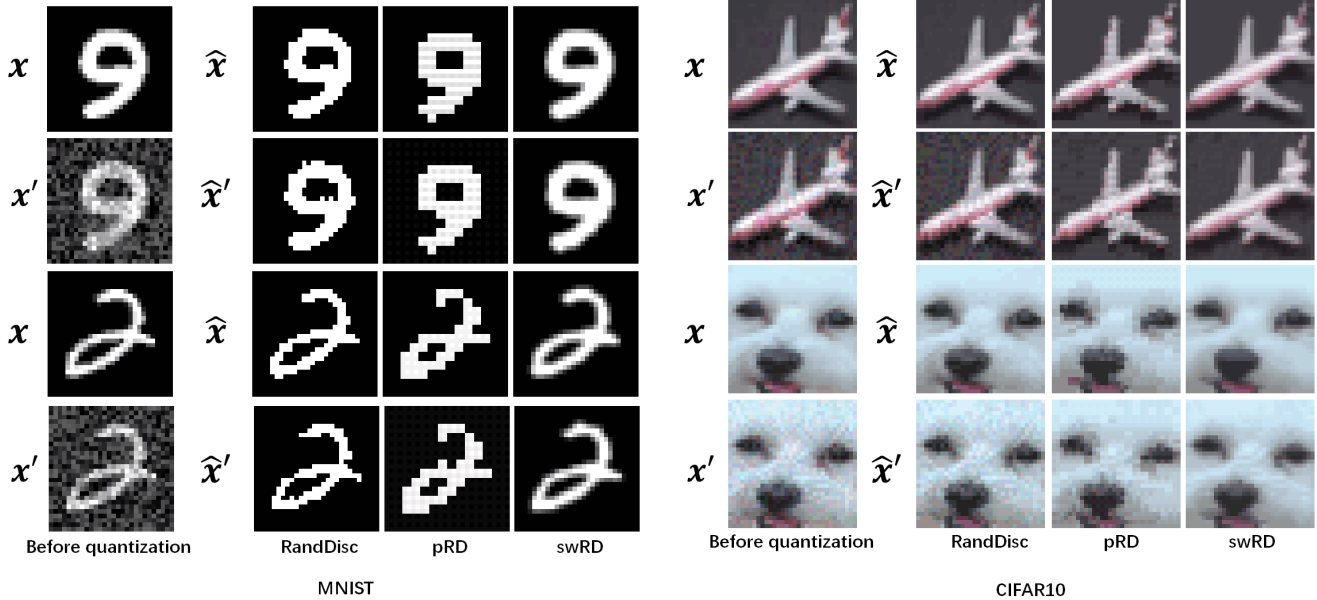 x x̂ x x̂
x′ x̂′ x′ x̂′
x x̂ x x̂
x′ x̂′ x′ x̂′
Before quantization RandDisc pRD swRD Before quantization RandDisc pRD swRD
MNIST CIFAR10